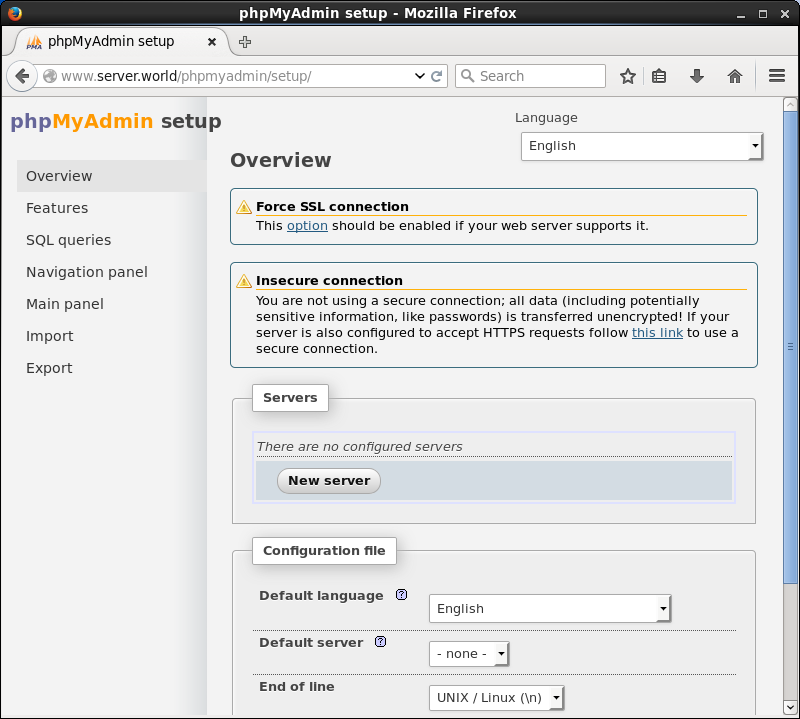 phpMyAdmin setup - Mozilla Firefox
PMA
phpMyAdmin setup
www.server.world/phpmyadmin/setup/
Search
phpMyAdmin setup
Language
English
Overview
Overview
Features
SQL queries
Navigation panel
Main panel
Import
Export
Force SSL connection
This option should be enabled if your web server supports it.
Insecure connection
You are not using a secure connection; all data (including potentially
sensitive information, like passwords) is transferred unencrypted! If your
server is also configured to accept HTTPS requests follow this link to use a
secure connection.
Servers
There are no configured servers
New server
Configuration file
Default language ?
English
Default server ?
- none -
End of line
UNIX / Linux (\n)